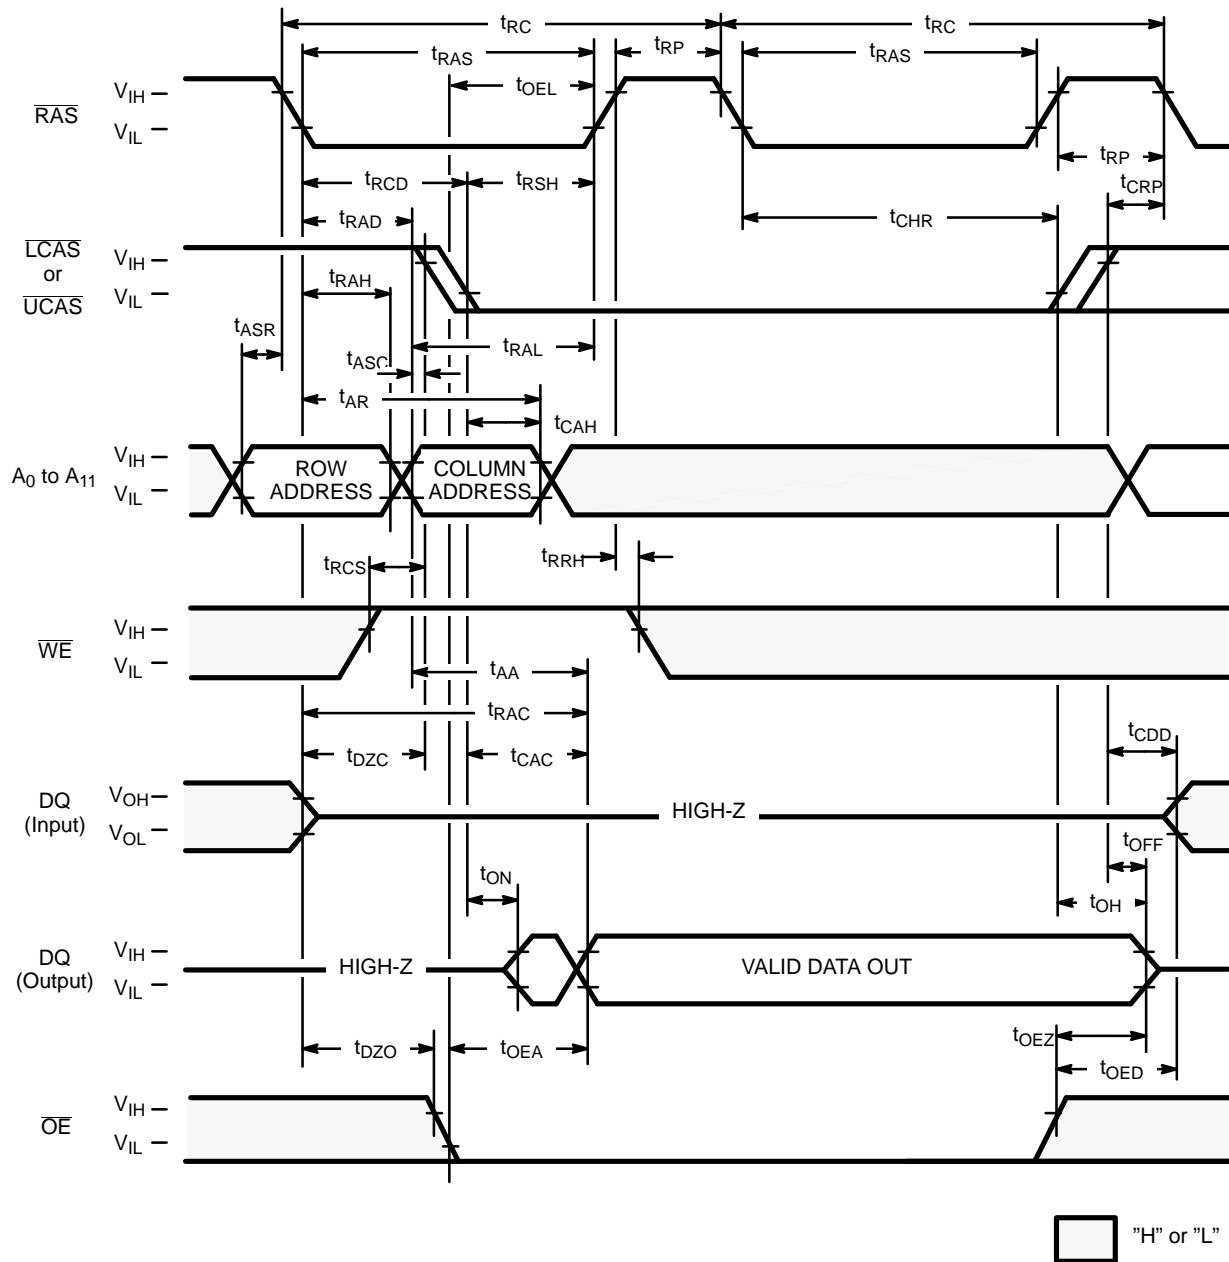 tRC tRC
tRAS tRP tRAS
tOEL
RAS VIH
VIL
tRP
tRCD tRSH
tCRP
tRAD tCHR
LCAS
or
UCAS
VIH
VIL
tRAH
tASR
tASC tRAL
tAR
tCAH
A0 to A11 VIH
VIL
ROW
ADDRESS
COLUMN
ADDRESS
tRCS tRRH
WE VIH
VIL
tAA
tRAC
tDZC tCAC tCDD
DQ
(Input)
VOH
VOL
HIGH-Z
tOFF
tON
tOH
DQ
(Output)
VIH
VIL
HIGH-Z VALID DATA OUT
tDZO tOEA tOEZ
tOED
OE VIH
VIL
"H" or "L"